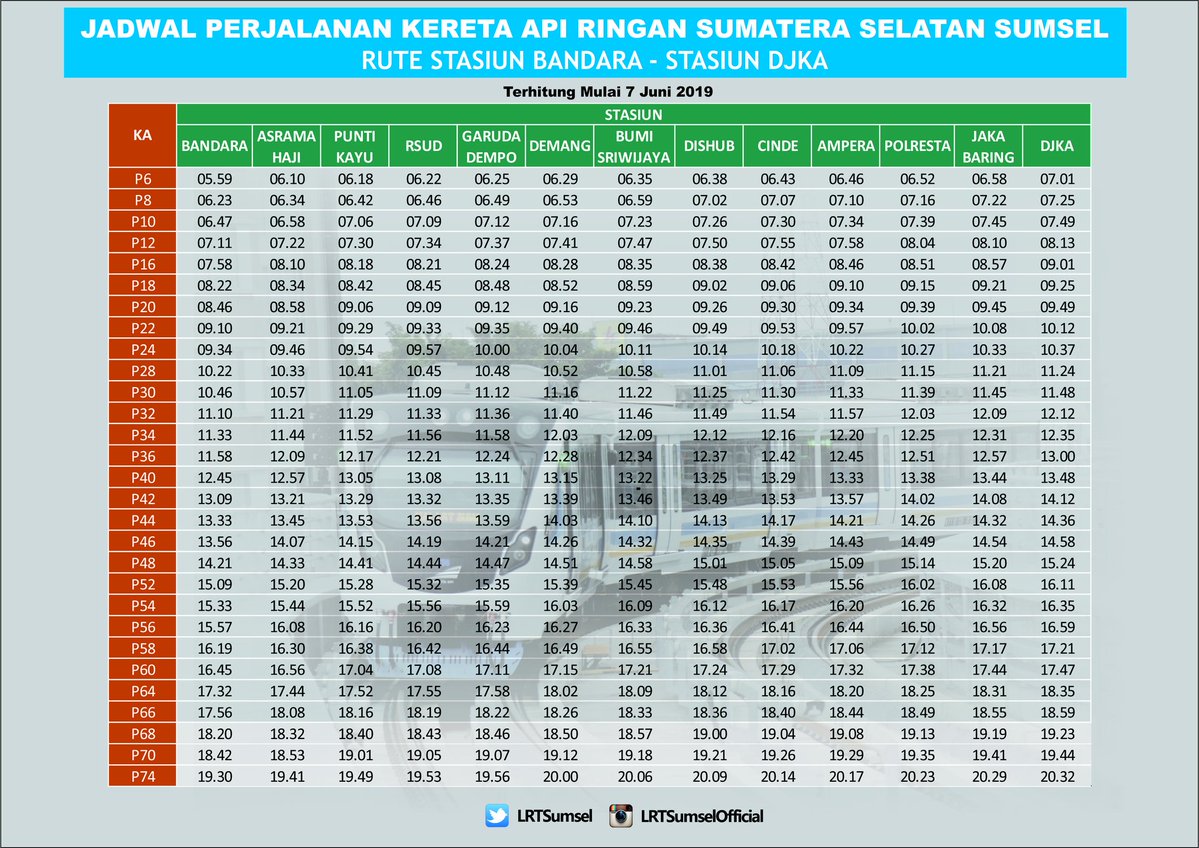 JADWAL PERJALANAN KERETA API RINGAN SUMATERA SELATAN SUMSEL
RUTE STASIUN BANDARA - STASIUN DJKA
Terhitung Mulai 7 Juni 2019
KA STASIUN
BANDARA ASRAMA HAJI PUNTI KAYU RSUD GARUDA DEMPO DEMANG BUMI SRIWIJAYA DISHUB CINDE AMPERA POLRESTA JAKA BARING DJKA
P6 05.59 06.10 06.18 06.22 06.25 06.29 06.35 06.38 06.43 06.46 06.52 06.58 07.01
P8 06.23 06.34 06.42 06.46 06.49 06.53 06.59 07.02 07.07 07.10 07.16 07.22 07.25
P10 06.47 06.58 07.06 07.09 07.12 07.16 07.23 07.26 07.30 07.34 07.39 07.45 07.49
P12 07.11 07.22 07.30 07.34 07.37 07.41 07.47 07.50 07.55 07.58 08.04 08.10 08.13
P16 07.58 08.10 08.18 08.21 08.24 08.28 08.35 08.38 08.42 08.46 08.51 08.57 09.01
P18 08.22 08.34 08.42 08.45 08.48 08.52 08.59 09.02 09.06 09.10 09.15 09.21 09.25
P20 08.46 08.58 09.06 09.09 09.12 09.16 09.23 09.26 09.30 09.34 09.39 09.45 09.49
P22 09.10 09.21 09.29 09.33 09.35 09.40 09.46 09.49 09.53 09.57 10.02 10.08 10.12
P24 09.34 09.46 09.54 09.57 10.00 10.04 10.11 10.14 10.18 10.22 10.27 10.33 10.37
P28 10.22 10.33 10.41 10.45 10.48 10.52 10.58 11.01 11.06 11.09 11.15 11.21 11.24
P30 10.46 10.57 11.05 11.09 11.12 11.16 11.22 11.25 11.30 11.33 11.39 11.45 11.48
P32 11.10 11.21 11.29 11.33 11.36 11.40 11.46 11.49 11.54 11.57 12.03 12.09 12.12
P34 11.33 11.44 11.52 11.56 11.58 12.03 12.09 12.12 12.16 12.20 12.25 12.31 12.35
P36 11.58 12.09 12.17 12.21 12.24 12.28 12.34 12.37 12.42 12.45 12.51 12.57 13.00
P40 12.45 12.57 13.05 13.08 13.11 13.15 13.22 13.25 13.29 13.33 13.38 13.44 13.48
P42 13.09 13.21 13.29 13.32 13.35 13.39 13.46 13.49 13.53 13.57 14.02 14.08 14.12
P44 13.33 13.45 13.53 13.56 13.59 14.03 14.10 14.13 14.17 14.21 14.26 14.32 14.36
P46 13.56 14.07 14.15 14.19 14.21 14.26 14.32 14.35 14.39 14.43 14.49 14.54 14.58
P48 14.21 14.33 14.41 14.44 14.47 14.51 14.58 15.01 15.05 15.09 15.14 15.20 15.24
P52 15.09 15.20 15.28 15.32 15.35 15.39 15.45 15.48 15.53 15.56 16.02 16.08 16.11
P54 15.33 15.44 15.52 15.56 15.59 16.03 16.09 16.12 16.17 16.20 16.26 16.32 16.35
P56 15.57 16.08 16.16 16.20 16.23 16.27 16.33 16.36 16.41 16.44 16.50 16.56 16.59
P58 16.19 16.30 16.38 16.42 16.44 16.49 16.55 16.58 17.02 17.06 17.12 17.17 17.21
P60 16.45 16.56 17.04 17.08 17.11 17.15 17.21 17.24 17.29 17.32 17.38 17.44 17.47
P64 17.32 17.44 17.52 17.55 17.58 18.02 18.09 18.12 18.16 18.20 18.25 18.31 18.35
P66 17.56 18.08 18.16 18.19 18.22 18.26 18.33 18.36 18.40 18.44 18.49 18.55 18.59
P68 18.20 18.32 18.40 18.43 18.46 18.50 18.57 19.00 19.04 19.08 19.13 19.19 19.23
P70 18.42 18.53 19.01 19.05 19.07 19.12 19.18 19.21 19.26 19.29 19.35 19.41 19.44
P74 19.30 19.41 19.49 19.53 19.56 20.00 20.06 20.09 20.14 20.17 20.23 20.29 20.32
LRTSumsel LRTSumselOfficial